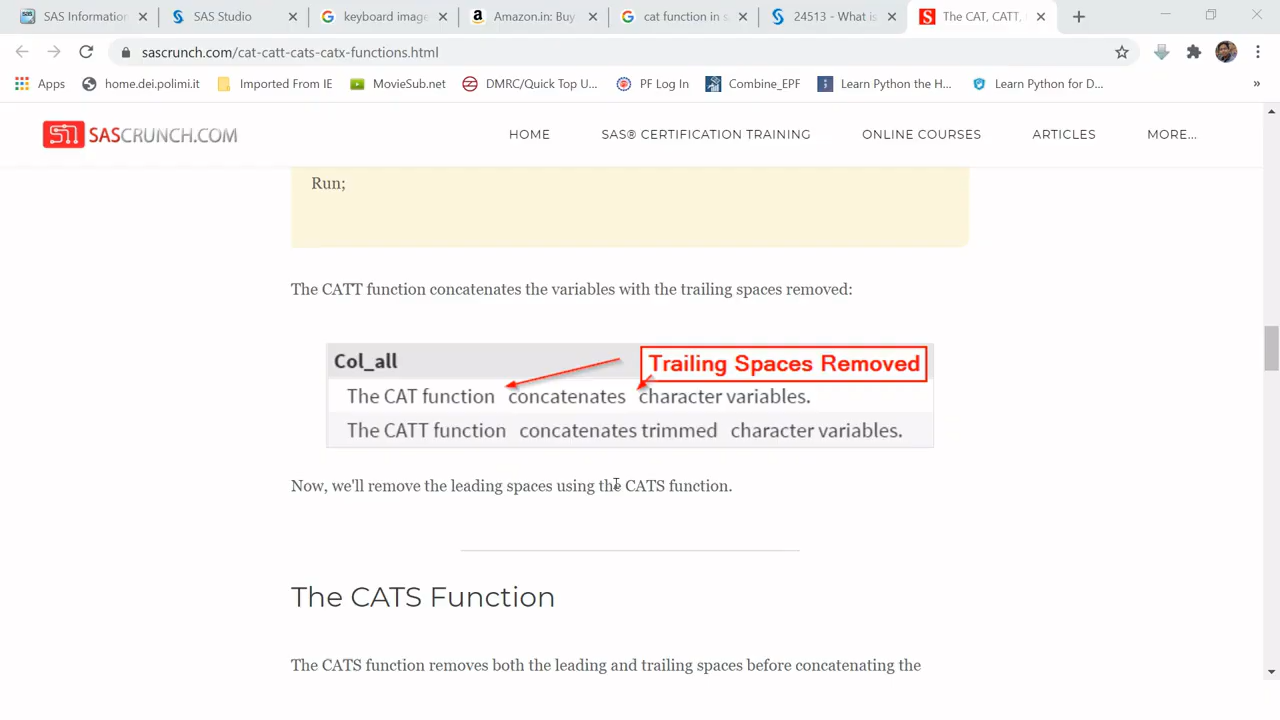 SAS Information
SAS Studio
keyboard image
Amazon.in: Buy
cat function in s
24513 - What is
The CAT, CATT,
sascrunch.com/cat-catt-cats-catx-functions.html
Apps
home.dei.polimi.it
Imported From IE
MovieSub.net
DMRC/Quick Top U...
PF Log In
Combine_EPF
Learn Python the H...
Learn Python for D...
»
SASCRUNCH.COM
HOME
SAS® CERTIFICATION TRAINING
ONLINE COURSES
ARTICLES
MORE...
Run;
The CATT function concatenates the variables with the trailing spaces removed:
Col_all
Trailing Spaces Removed
The CAT function concatenates character variables.
The CATT function concatenates trimmed character variables.
Now, we'll remove the leading spaces using the CATS function.
The CATS Function
The CATS function removes both the leading and trailing spaces before concatenating the